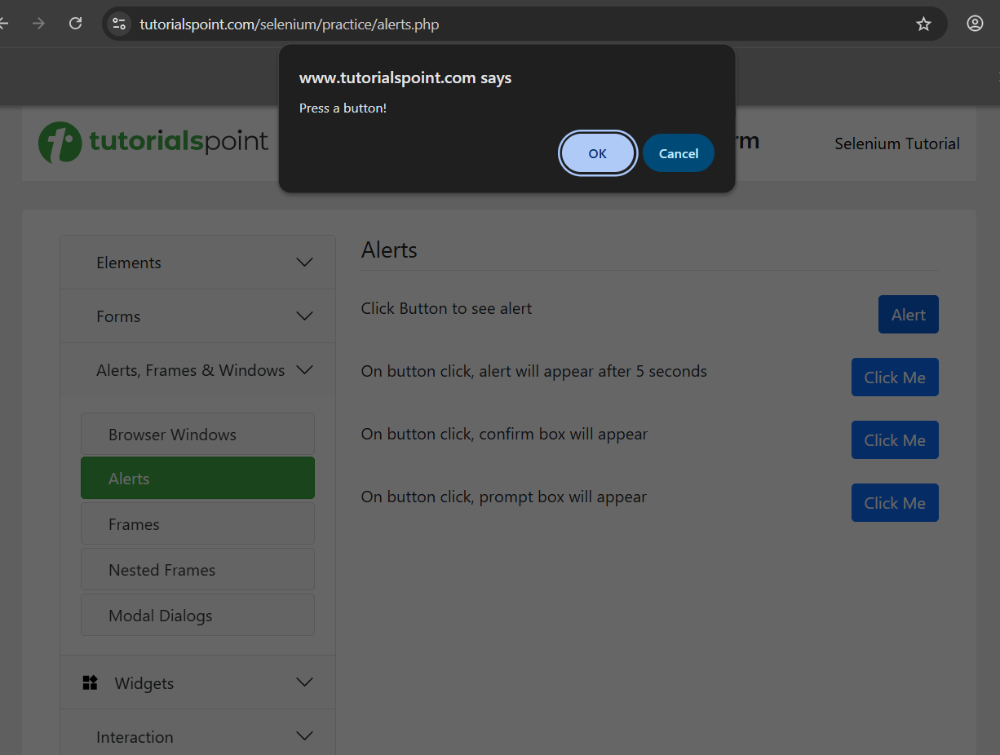 tutorialspoint.com/selenium/practice/alerts.php
www.tutorialspoint.com says
Press a button!
OK
Cancel
tutorialspoint
Selenium Tutorial
Elements
Forms
Alerts, Frames & Windows
Browser Windows
Alerts
Frames
Nested Frames
Modal Dialogs
Widgets
Interaction
Alerts
Click Button to see alert
Alert
On button click, alert will appear after 5 seconds
Click Me
On button click, confirm box will appear
Click Me
On button click, prompt box will appear
Click Me